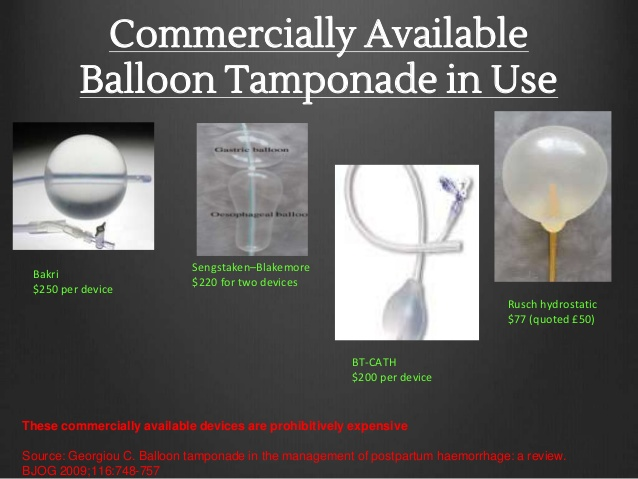 Commercially Available
Balloon Tamponade in Use
Gastric balloon
Oesophageal balloon
Bakri
$250 per device
Sengstaken–Blakemore
$220 for two devices
Rusch hydrostatic
$77 (quoted £50)
BT-CATH
$200 per device
These commercially available devices are prohibitively expensive
Source: Georgiou C. Balloon tamponade in the management of postpartum haemorrhage: a review.
BJOG 2009;116:748-757